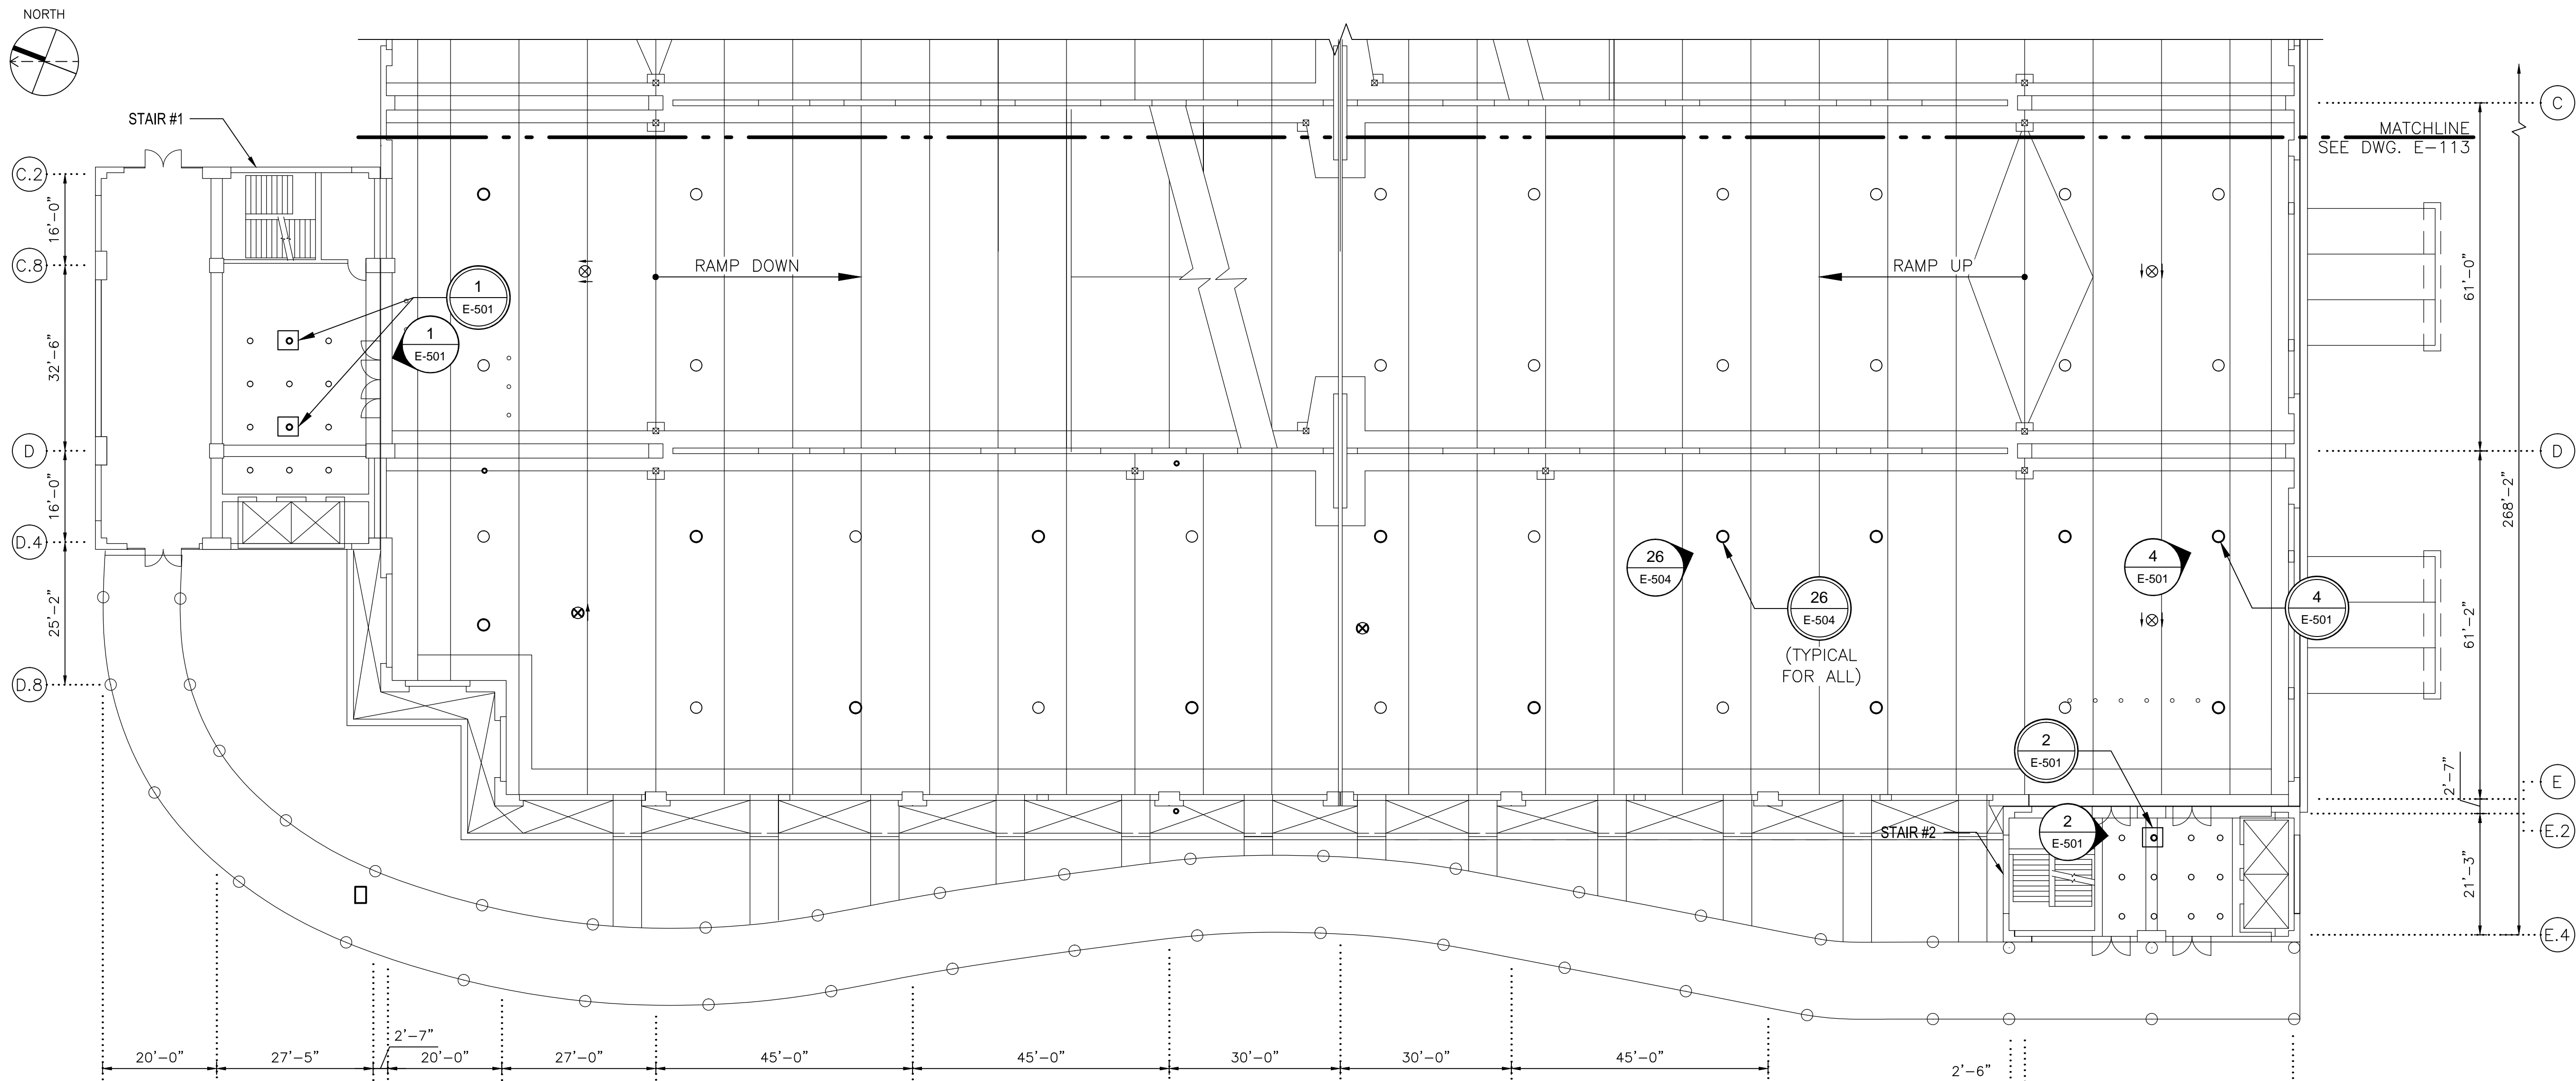 NORTH
STAIR #1
C
MATCHLINE
SEE DWG. E-113
C.2
16'-0"
C.8
RAMP DOWN
RAMP UP
61'-0"
1
E-501
1
E-501
32'-6"
D
D
16'-0"
268'-2"
D.4
26
E-504
4
E-501
26
E-504
4
E-501
25'-2"
61'-2"
(TYPICAL
FOR ALL)
D.8
2
E-501
2'-7"
E
2
E-501
STAIR #2
E.2
21'-3"
E.4
2'-7"
20'-0"
27'-5"
20'-0"
27'-0"
45'-0"
45'-0"
30'-0"
30'-0"
45'-0"
2'-6"